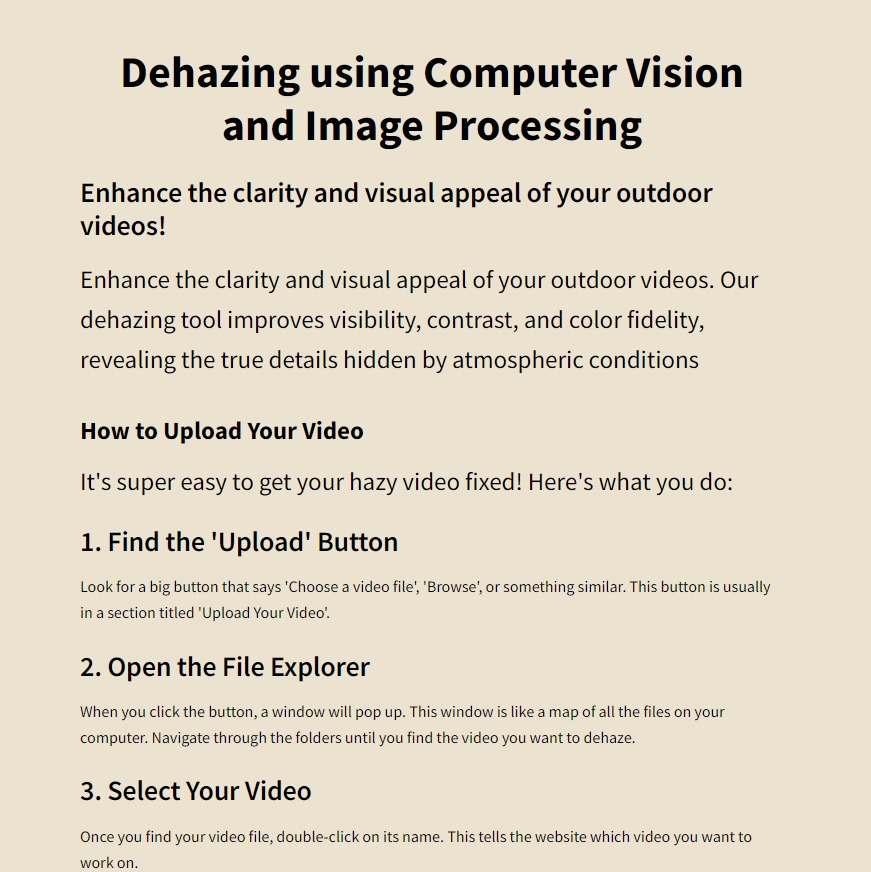 Dehazing using Computer Vision
and Image Processing
Enhance the clarity and visual appeal of your outdoor
videos!
Enhance the clarity and visual appeal of your outdoor videos. Our
dehazing tool improves visibility, contrast, and color fidelity,
revealing the true details hidden by atmospheric conditions
How to Upload Your Video
It's super easy to get your hazy video fixed! Here's what you do:
1. Find the 'Upload' Button
Look for a big button that says 'Choose a video file', 'Browse', or something similar. This button is usually
in a section titled 'Upload Your Video'.
2. Open the File Explorer
When you click the button, a window will pop up. This window is like a map of all the files on your
computer. Navigate through the folders until you find the video you want to dehaze.
3. Select Your Video
Once you find your video file, double-click on its name. This tells the website which video you want to
work on.